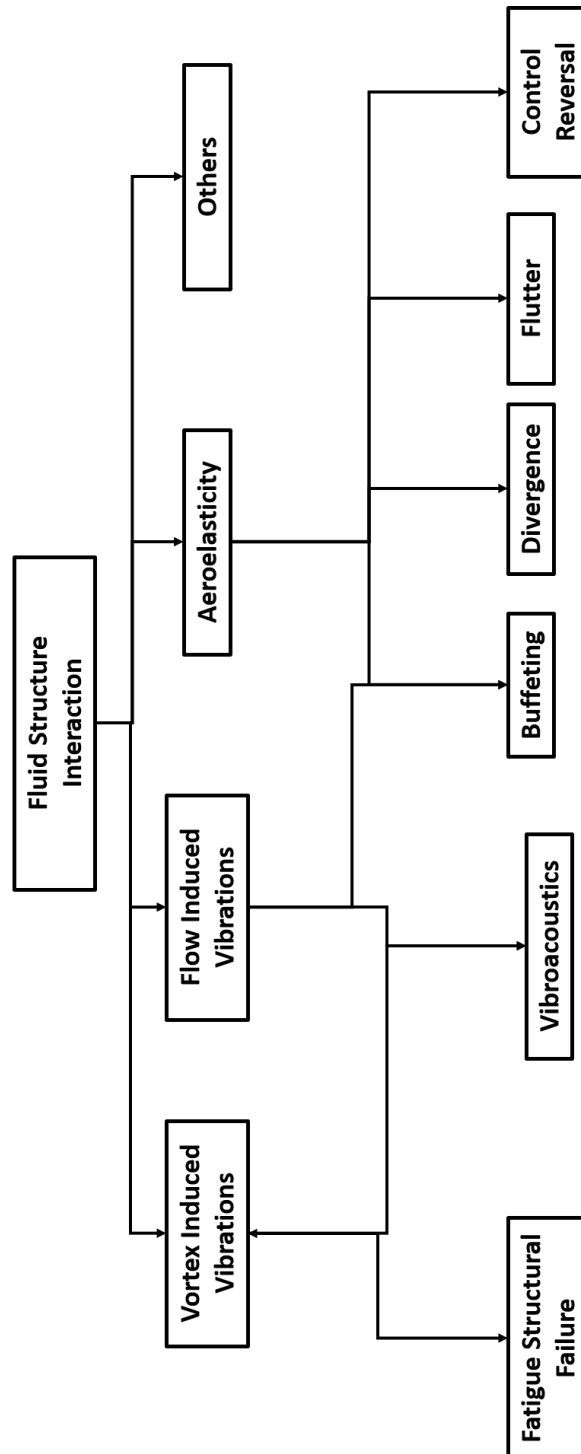 Fluid Structure
Interaction
Vortex Induced
Vibrations
Flow Induced
Vibrations
Aeroelasticity
Others
Fatigue Structural
Failure
Vibroacoustics
Buffeting
Divergence
Flutter
Control
Reversal